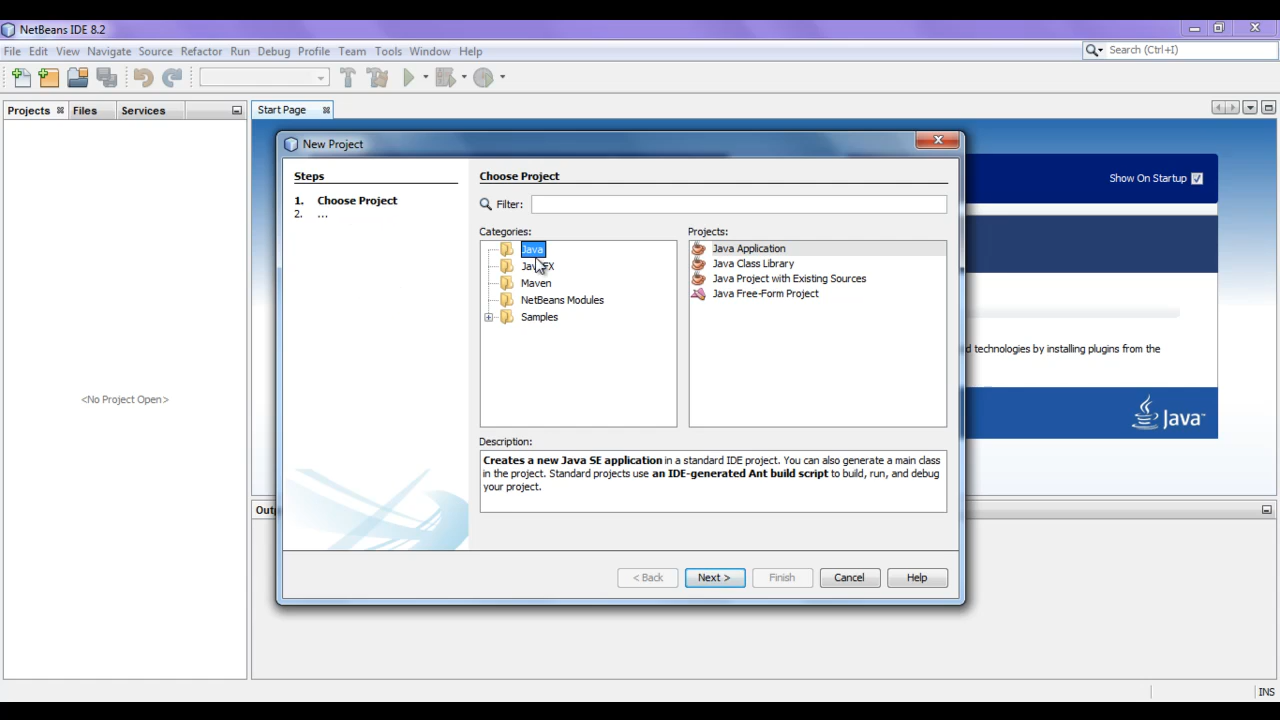 NetBeans IDE 8.2
File Edit View Navigate Source Refactor Run Debug Profile Team Tools Window Help
Search (Ctrl+I)
Projects Files Services
Start Page
New Project
Show On Startup
Steps
1. Choose Project
2. ...
Choose Project
Filter:
Categories:
Java
Maven
NetBeans Modules
Samples
Projects:
Java Application
Java Class Library
Java Project with Existing Sources
Java Free-Form Project
d technologies by installing plugins from the
<No Project Open>
Java™
Description:
Creates a new Java SE application in a standard IDE project. You can also generate a main class
in the project. Standard projects use an IDE-generated Ant build script to build, run, and debug
your project.
Outp
< Back Next > Finish Cancel Help
INS